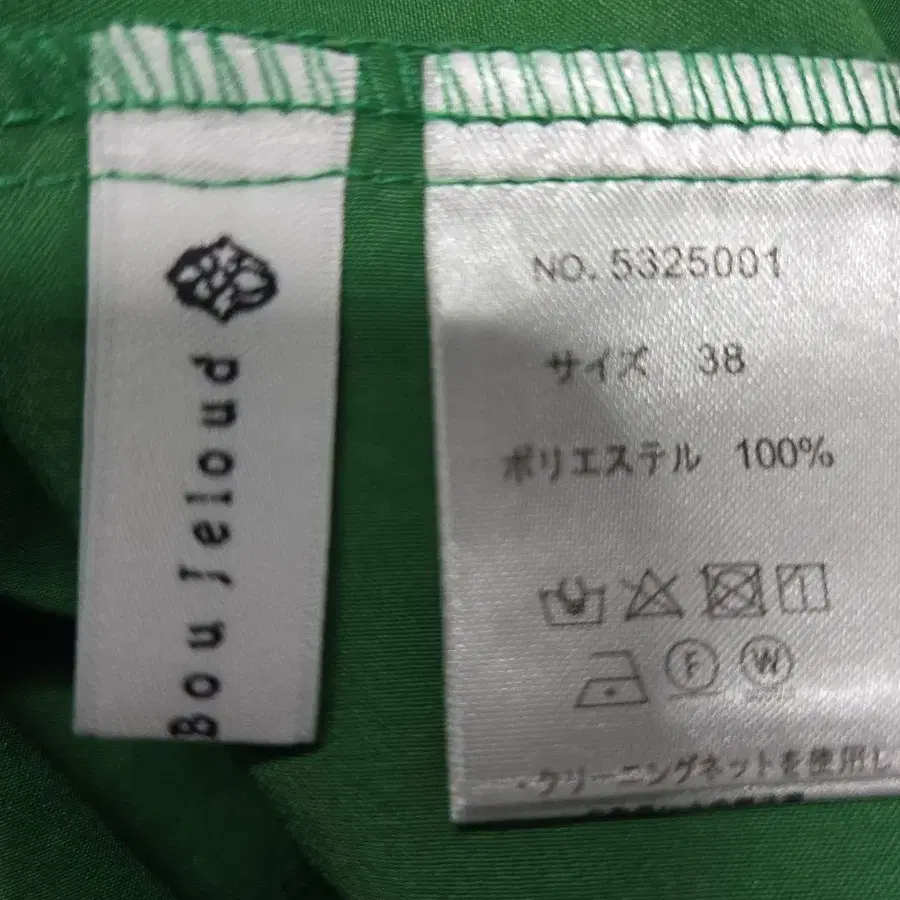 Bou Jeloud
NO. 5325001
サイズ 38
ポリエステル 100%
F W
・クリーニングネットを使用し